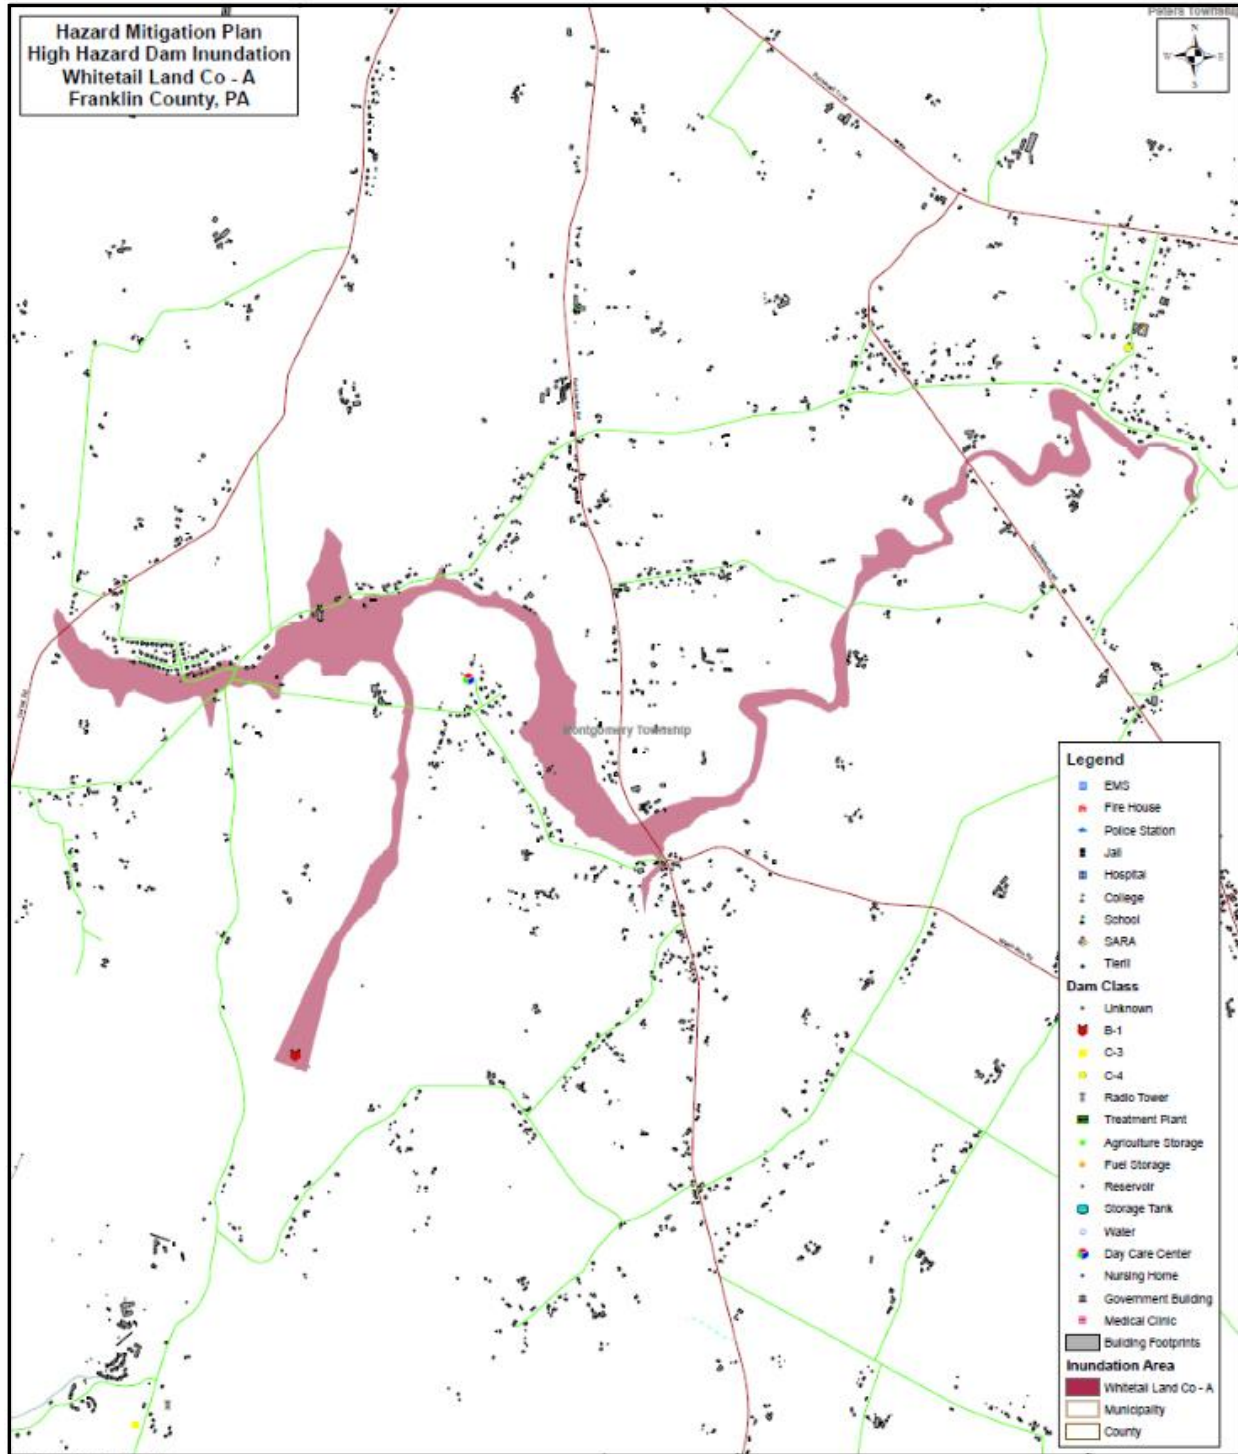 Hazard Mitigation Plan
High Hazard Dam Inundation
Whitetail Land Co - A
Franklin County, PA
Peters Township
N
W E
S
Montgomery Township
Legend
EMS
Fire House
Police Station
Jail
Hospital
College
School
SARA
TierII
Dam Class
Unknown
B-1
C-3
C-4
Radio Tower
Treatment Plant
Agriculture Storage
Fuel Storage
Reservoir
Storage Tank
Water
Day Care Center
Nursing Home
Government Building
Medical Clinic
Building Footprints
Inundation Area
Whitetail Land Co - A
Municipality
County